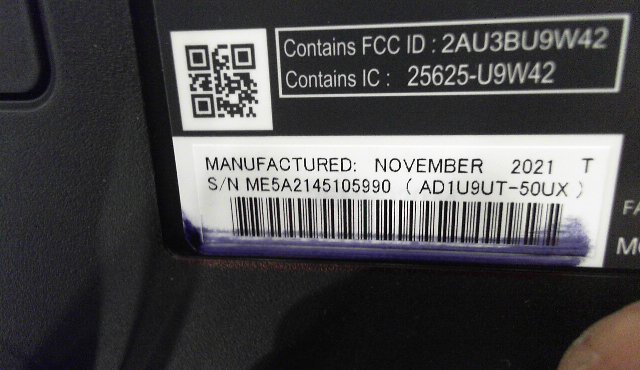 Contains FCC ID : 2AU3BU9W42
Contains IC : 25625-U9W42
MANUFACTURED: NOVEMBER 2021 T
S/N ME5A2145105990 ( AD1U9UT-50UX )